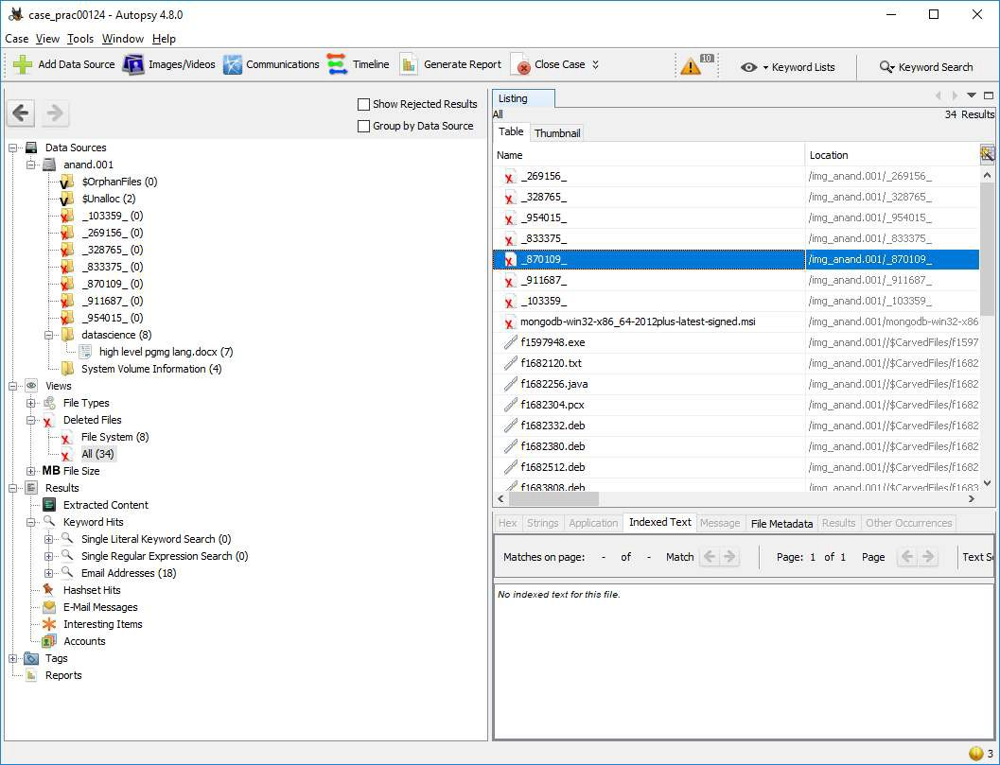 case_prac00124 - Autopsy 4.8.0
Case View Tools Window Help
Add Data Source Images/Videos Communications Timeline Generate Report Close Case 10 Keyword Lists Keyword Search
Show Rejected Results
Group by Data Source
Data Sources
anand.001
$OrphanFiles (0)
$Unalloc (2)
_103359_ (0)
_269156_ (0)
_328765_ (0)
_833375_ (0)
_870109_ (0)
_911687_ (0)
_954015_ (0)
datascience (8)
high level pgmg lang.docx (7)
System Volume Information (4)
Views
File Types
Deleted Files
File System (8)
All (34)
MB File Size
Results
Extracted Content
Keyword Hits
Single Literal Keyword Search (0)
Single Regular Expression Search (0)
Email Addresses (18)
Hashset Hits
E-Mail Messages
Interesting Items
Accounts
Tags
Reports
Listing
All 34 Results
Table Thumbnail
Name Location
_269156_ /img_anand.001/_269156_
_328765_ /img_anand.001/_328765_
_954015_ /img_anand.001/_954015_
_833375_ /img_anand.001/_833375_
_870109_ /img_anand.001/_870109_
_911687_ /img_anand.001/_911687_
_103359_ /img_anand.001/_103359_
mongodb-win32-x86_64-2012plus-latest-signed.msi /img_anand.001/mongodb-win32-x86
f1597948.exe /img_anand.001//$CarvedFiles/f1597
f1682120.txt /img_anand.001//$CarvedFiles/f1682
f1682256.java /img_anand.001//$CarvedFiles/f1682
f1682304.pcx /img_anand.001//$CarvedFiles/f1682
f1682332.deb /img_anand.001//$CarvedFiles/f1682
f1682380.deb /img_anand.001//$CarvedFiles/f1682
f1682512.deb /img_anand.001//$CarvedFiles/f1682
f1683808.deb /img_anand.001//$CarvedFiles/f1683
Hex Strings Application Indexed Text Message File Metadata Results Other Occurrences
Matches on page: - of - Match Page: 1 of 1 Page Text So
No indexed text for this file.
3